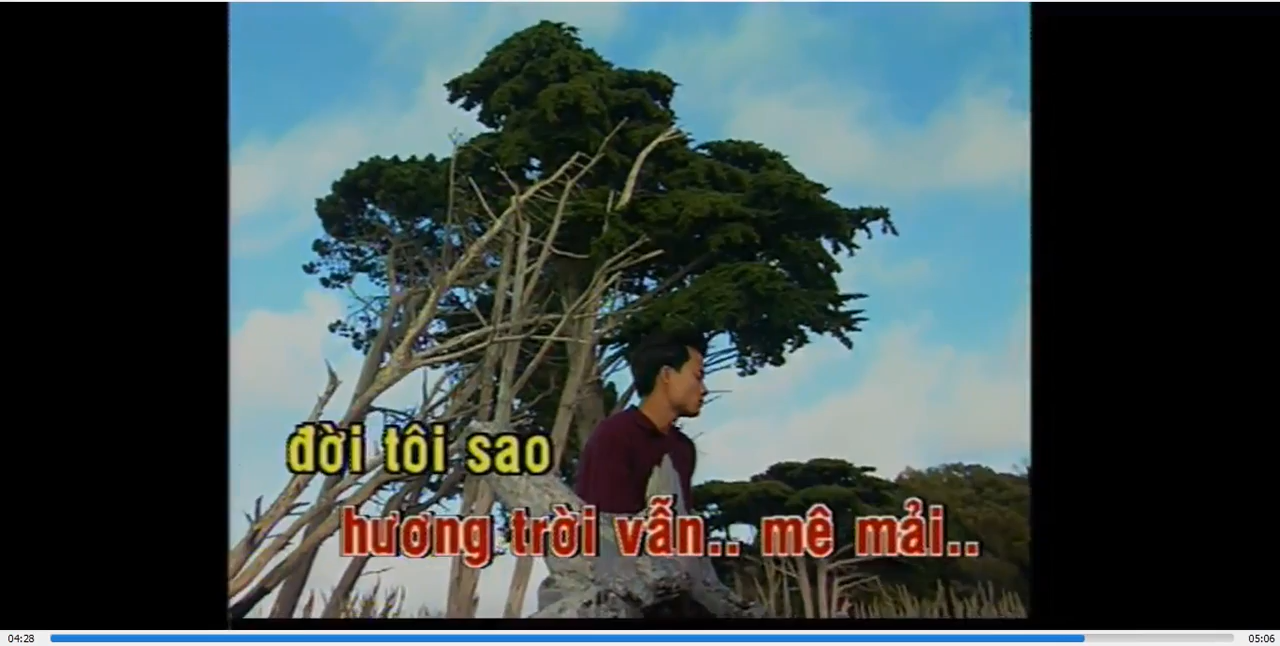 đời tôi sao
hương trời vẫn.. mê mải..
04:28
05:06